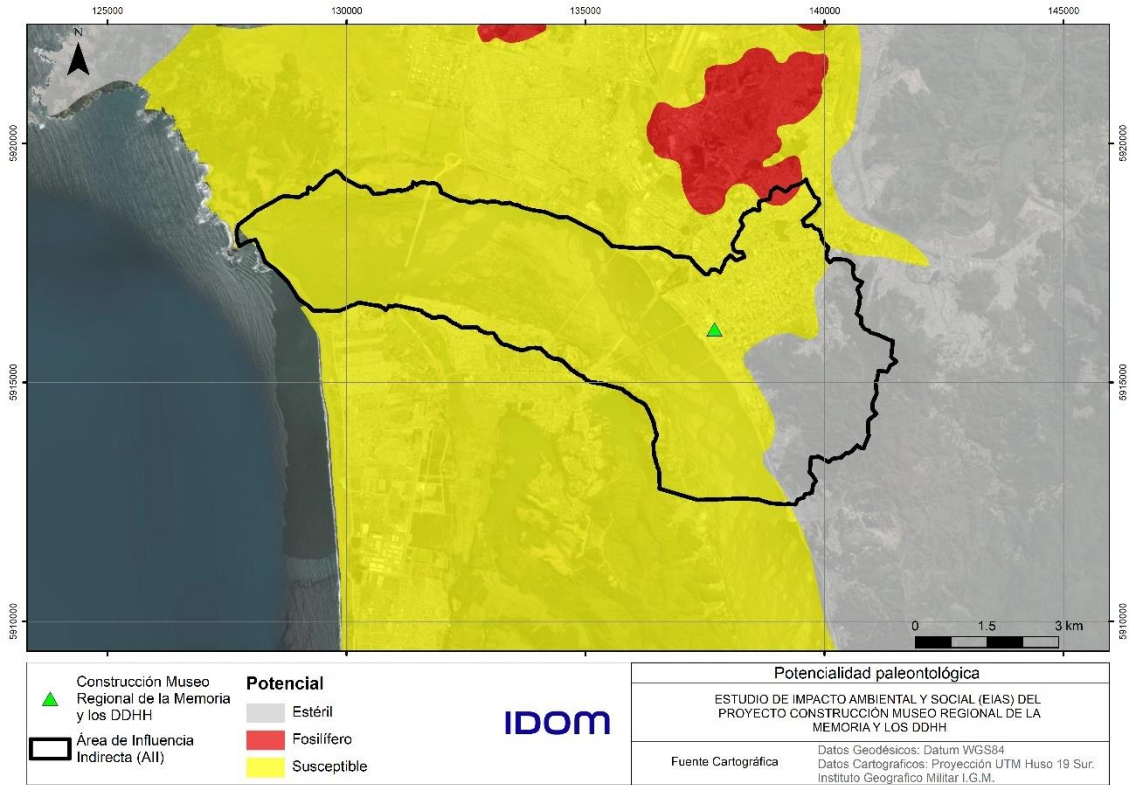 125000 130000 135000 140000 145000
N
5920000 5920000
5915000 5915000
5910000 5910000
0 1.5 3 km
Construcción Museo
Regional de la Memoria
y los DDHH
Área de Influencia
Indirecta (AII)
Potencial
Estéril
Fosilífero
Susceptible
IDOM
Potencialidad paleontológica
ESTUDIO DE IMPACTO AMBIENTAL Y SOCIAL (EIAS) DEL
PROYECTO CONSTRUCCIÓN MUSEO REGIONAL DE LA
MEMORIA Y LOS DDHH
Fuente Cartográfica
Datos Geodésicos: Datum WGS84
Datos Cartograficos: Proyección UTM Huso 19 Sur.
Instituto Geografico Militar I.G.M.